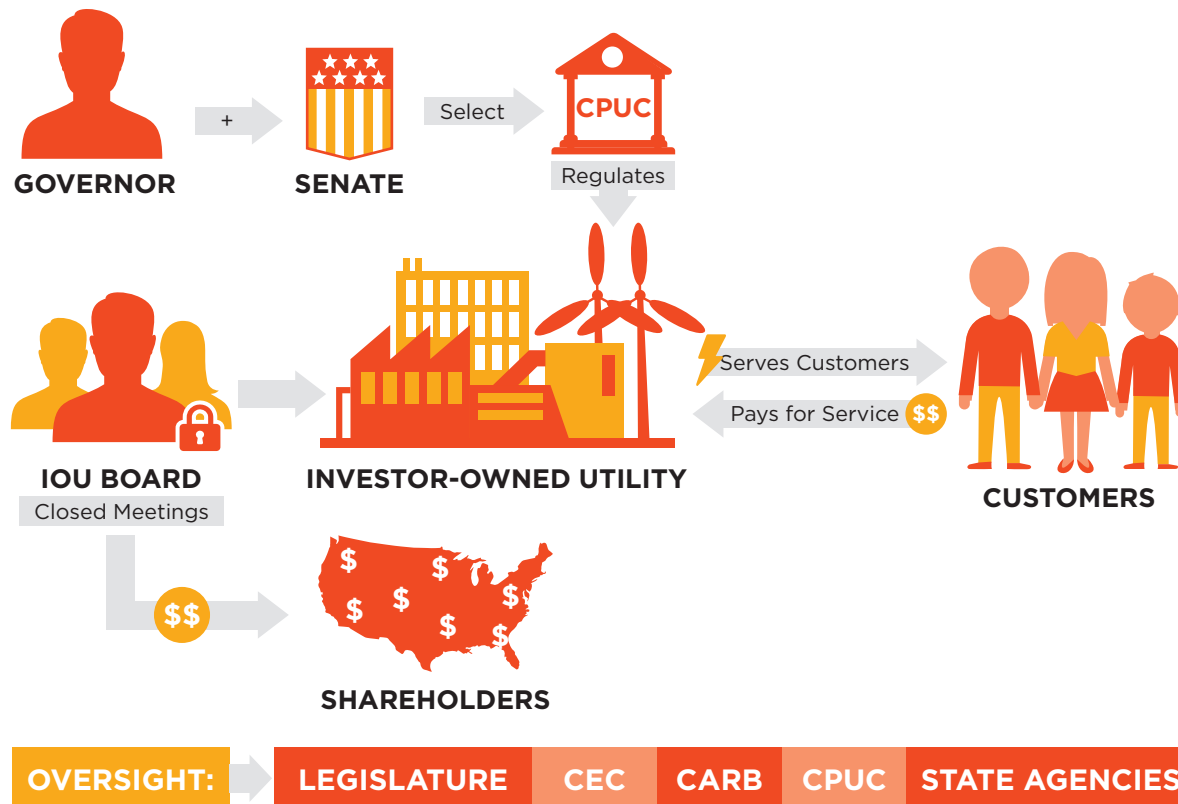 GOVERNOR
+
SENATE
Select
CPUC
Regulates
IOU BOARD
Closed Meetings
INVESTOR-OWNED UTILITY
Serves Customers
Pays for Service
$$
CUSTOMERS
$$
$
$
$
$
$
$
$
SHAREHOLDERS
OVERSIGHT:
LEGISLATURE
CEC
CARB
CPUC
STATE AGENCIES